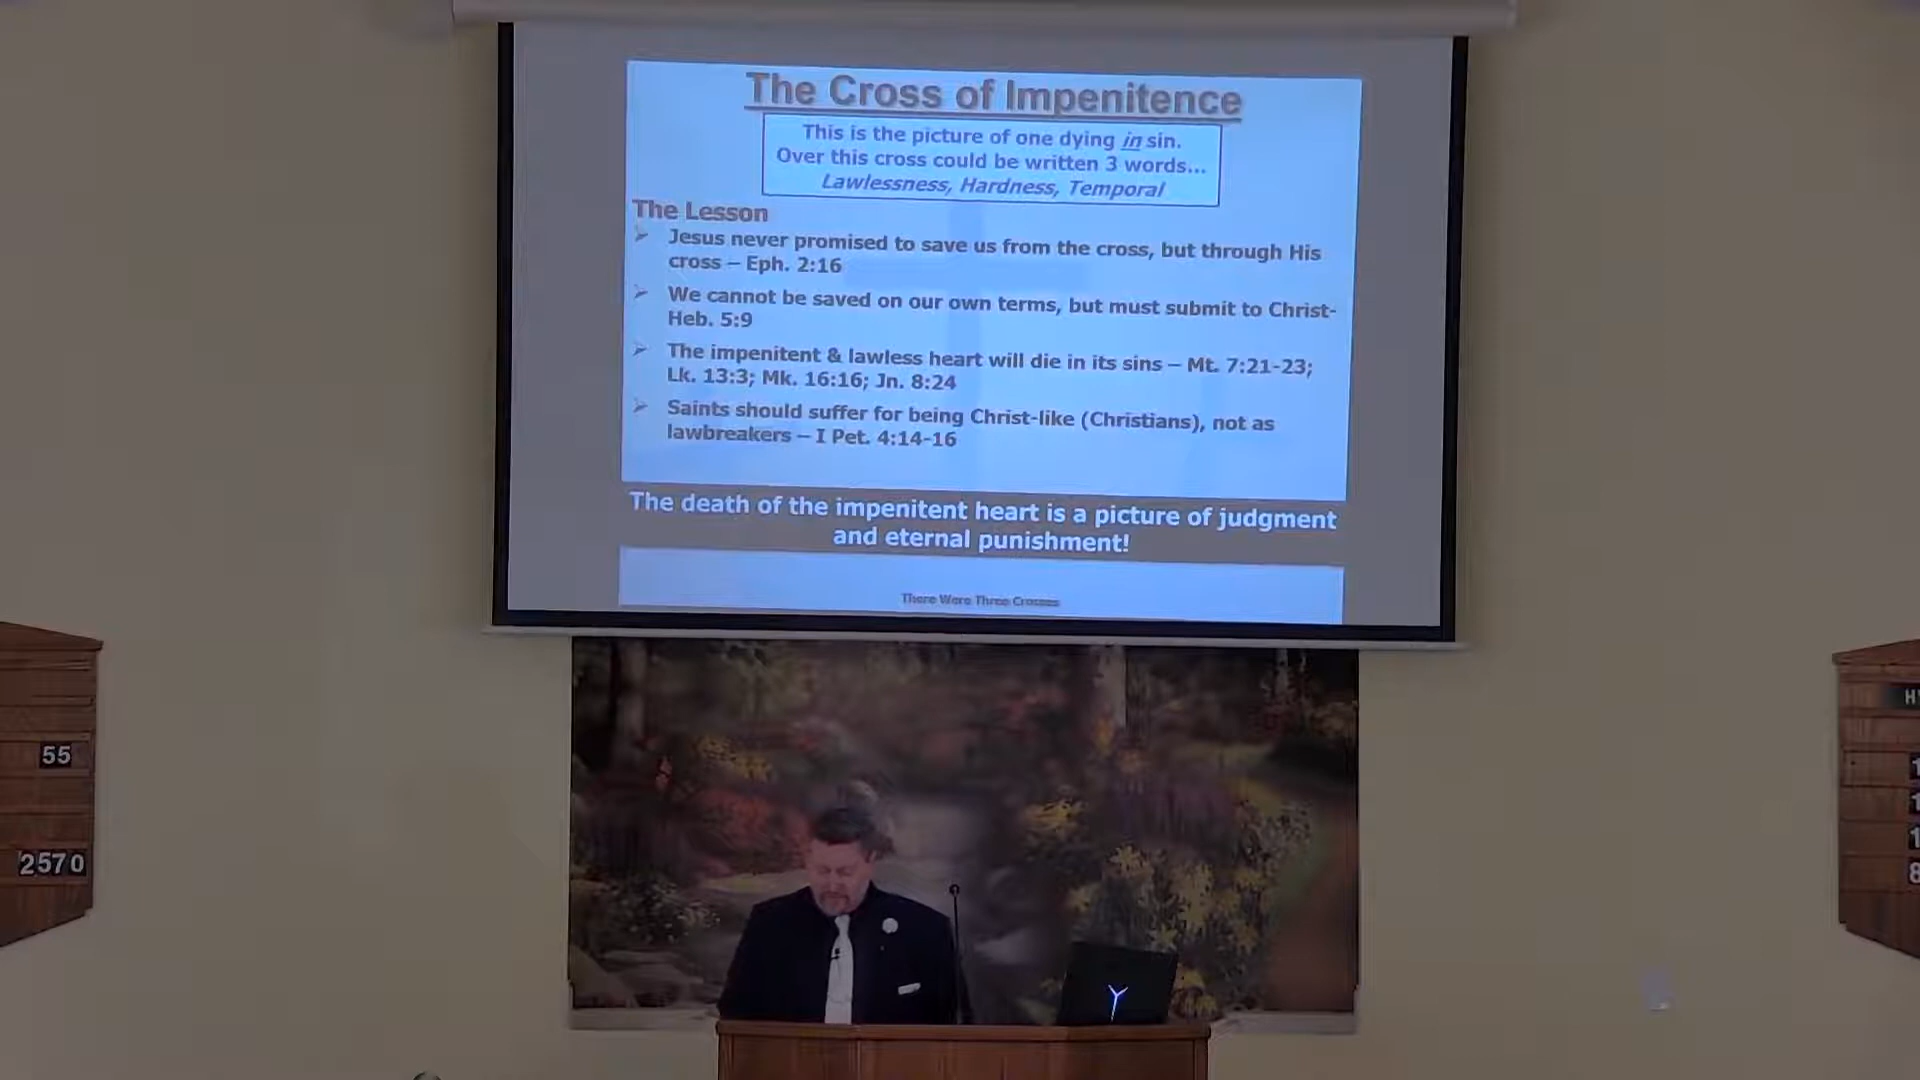 The Cross of Impenitence
This is the picture of one dying in sin.
Over this cross could be written 3 words...
Lawlessness, Hardness, Temporal
The Lesson
Jesus never promised to save us from the cross, but through His
cross – Eph. 2:16
We cannot be saved on our own terms, but must submit to Christ-
Heb. 5:9
The impenitent & lawless heart will die in its sins – Mt. 7:21-23;
Lk. 13:3; Mk. 16:16; Jn. 8:24
Saints should suffer for being Christ-like (Christians), not as
lawbreakers – I Pet. 4:14-16
The death of the impenitent heart is a picture of judgment
and eternal punishment!
There Were Three Crosses
55
2570
H
1
1
1
8